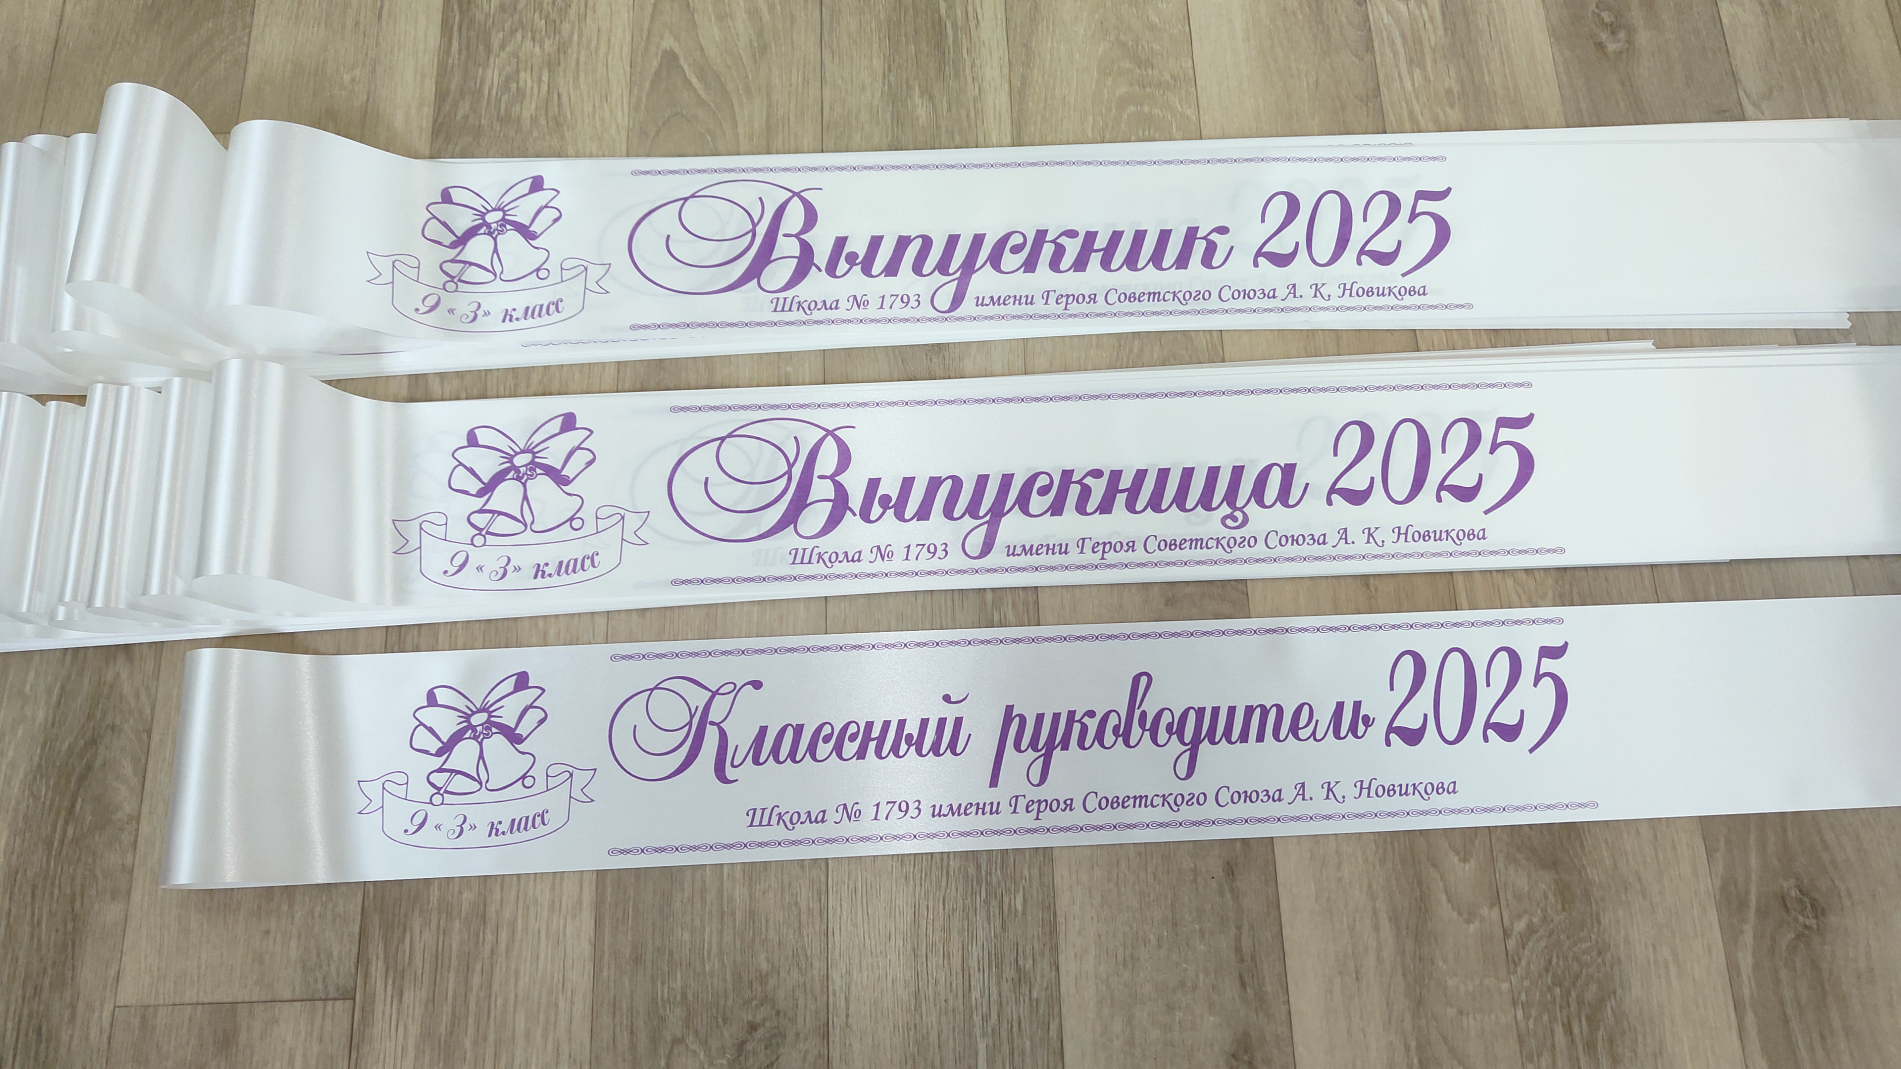 Выпускник 2025
Школа № 1793 имени Героя Советского Союза А. К. Новикова
9 «З» класс
Выпускница 2025
Школа № 1793 имени Героя Советского Союза А. К. Новикова
9 «З» класс
Классный руководитель 2025
Школа № 1793 имени Героя Советского Союза А. К. Новикова
9 «З» класс